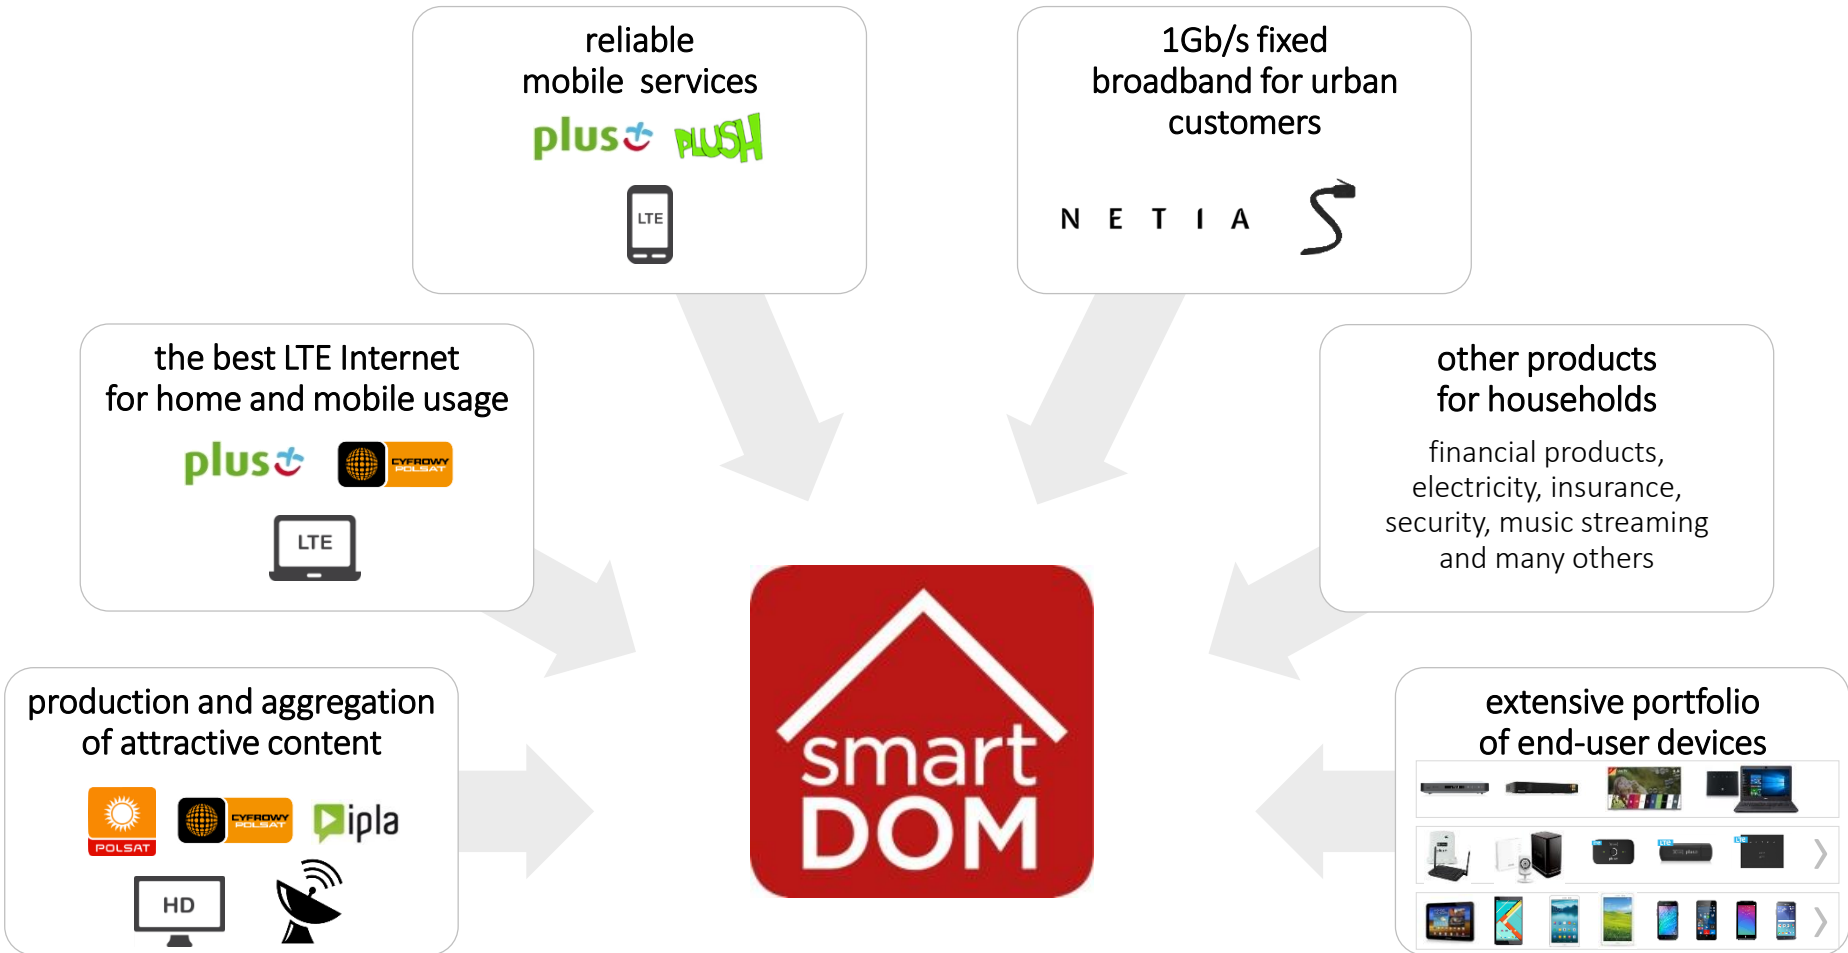 reliable
mobile services
plus
PLUSH
LTE
1Gb/s fixed
broadband for urban
customers
NETIA
the best LTE Internet
for home and mobile usage
plus
CYFROWY
POLSAT
LTE
other products
for households
financial products,
electricity, insurance,
security, music streaming
and many others
production and aggregation
of attractive content
POLSAT
CYFROWY
POLSAT
ipla
HD
smart
DOM
extensive portfolio
of end-user devices
LTE
LTE